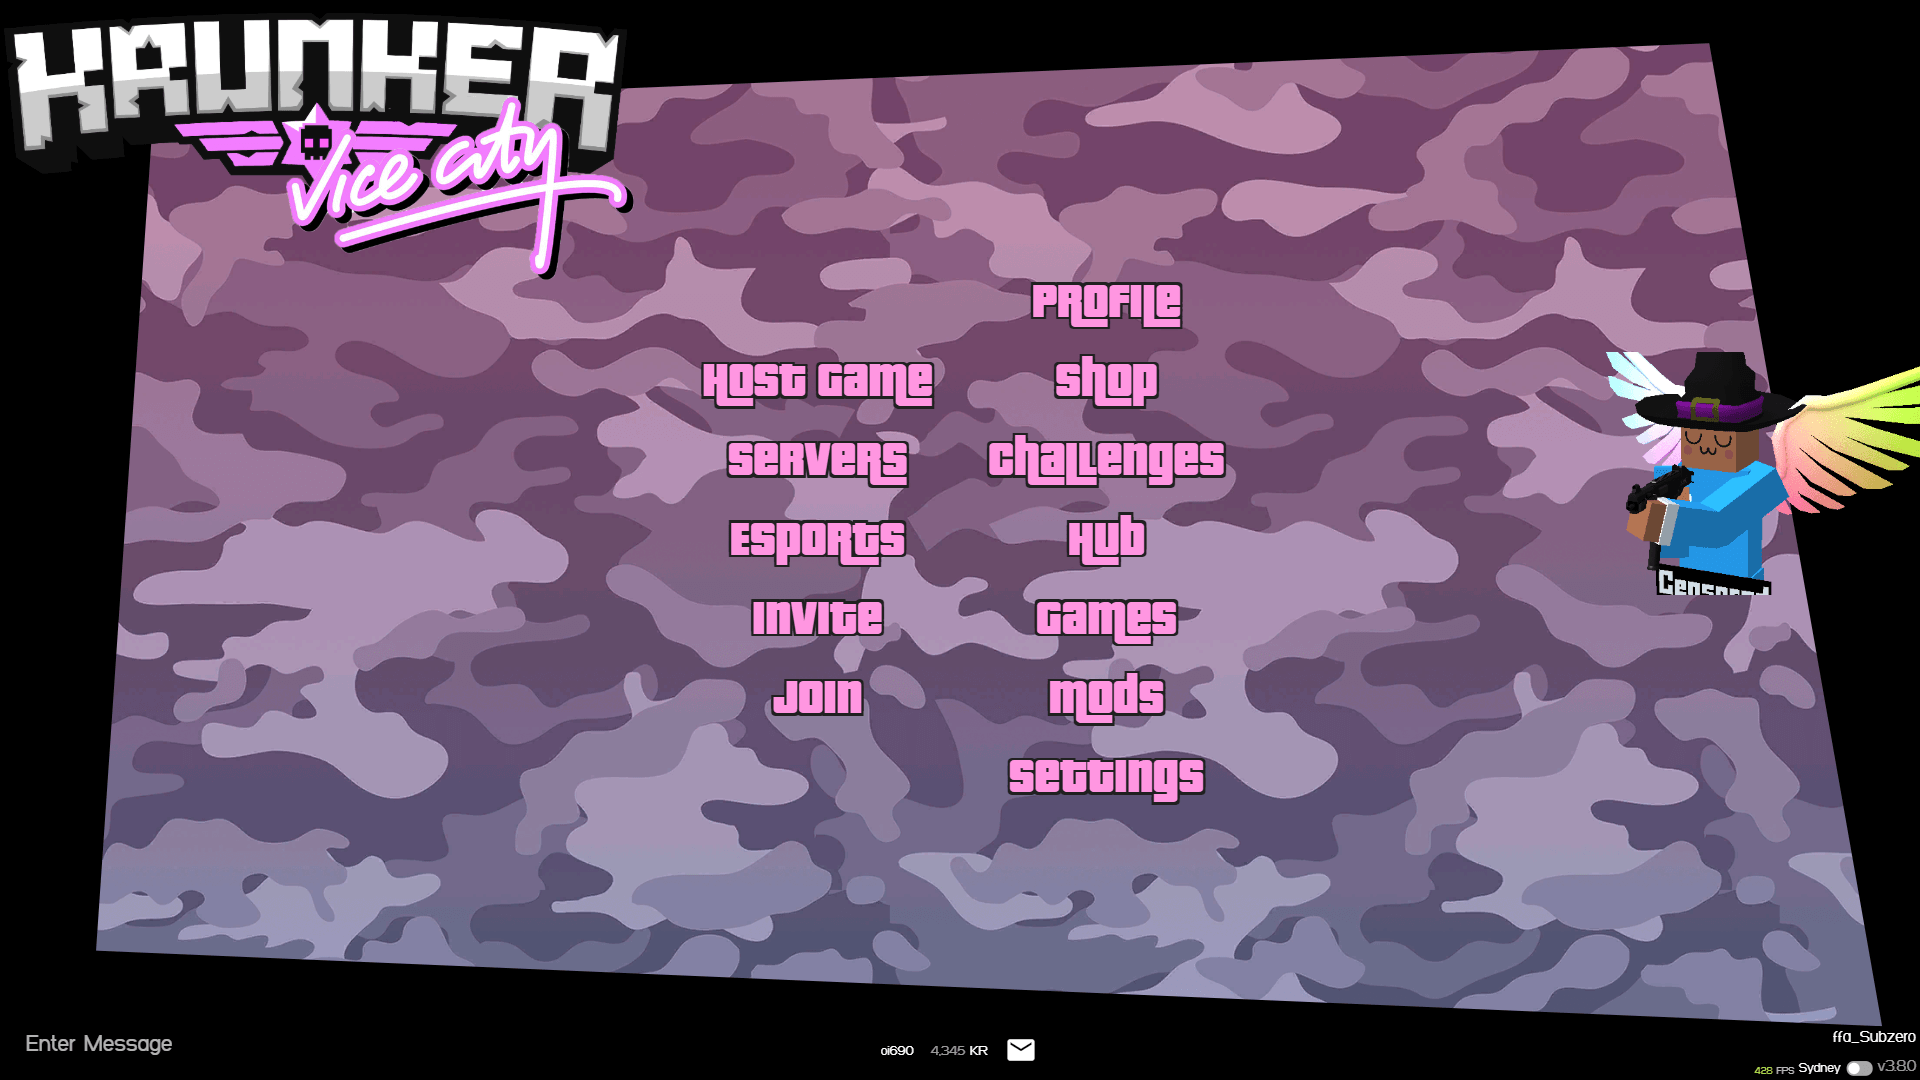 KRUNKER
Vice City
Profile
Host Game
Shop
Servers
Challenges
Esports
Hub
Invite
Games
Join
Mods
Settings
Enter Message
oi690 4,345 KR
ffa_Subzero
428 FPS Sydney v3.8.0